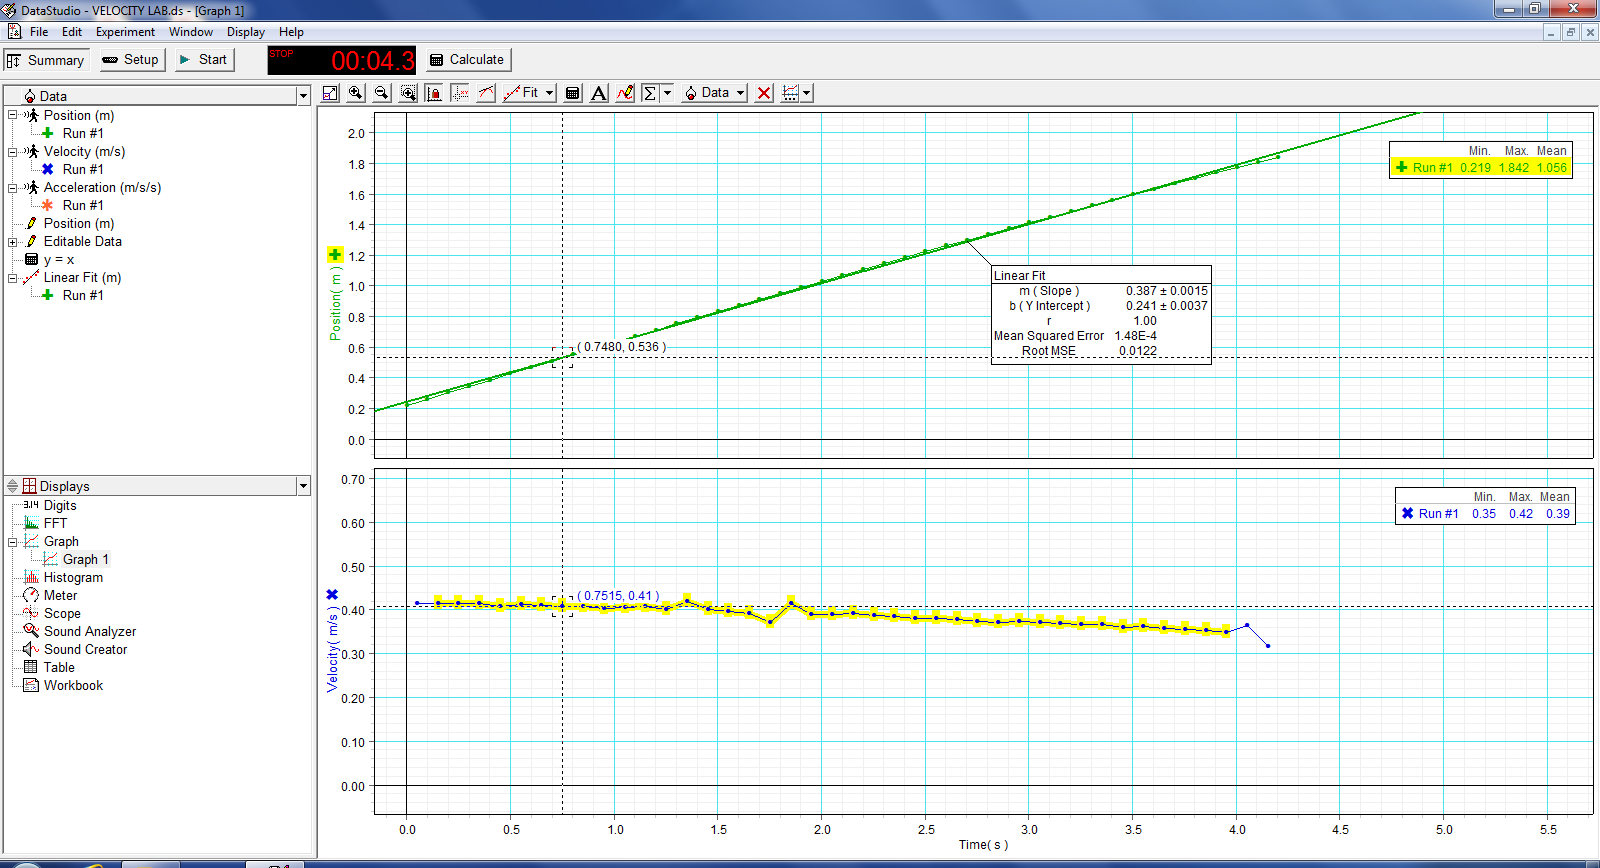 DataStudio - VELOCITY LAB.ds - [Graph 1]
File Edit Experiment Window Display Help
Summary Setup Start STOP 00:04.3 Calculate
Data
Position (m)
Run #1
Velocity (m/s)
Run #1
Acceleration (m/s/s)
Run #1
Position (m)
Editable Data
y = x
Linear Fit (m)
Run #1
Displays
3.14 Digits
FFT
Graph
Graph 1
Histogram
Meter
Scope
Sound Analyzer
Sound Creator
Table
Workbook
Fit A Σ Data
Position( m )
2.0
1.8
1.6
1.4
1.2
1.0
0.8
0.6
0.4
0.2
0.0
Min. Max. Mean
Run #1 0.219 1.842 1.056
Linear Fit
m ( Slope ) 0.387 ± 0.0015
b ( Y Intercept ) 0.241 ± 0.0037
r 1.00
Mean Squared Error 1.48E-4
Root MSE 0.0122
( 0.7480, 0.536 )
Velocity( m/s )
0.70
0.60
0.50
0.40
0.30
0.20
0.10
0.00
Min. Max. Mean
Run #1 0.35 0.42 0.39
( 0.7515, 0.41 )
0.0 0.5 1.0 1.5 2.0 2.5 3.0 3.5 4.0 4.5 5.0 5.5
Time( s )